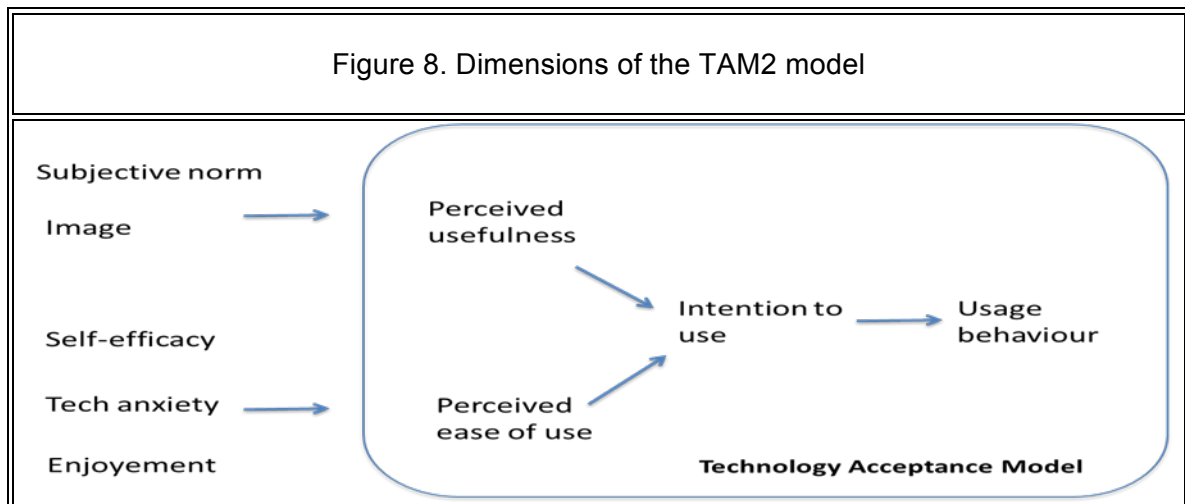 Figure 8. Dimensions of the TAM2 model
Subjective norm
Image
Perceived
usefulness
Intention to
use
Usage
behaviour
Self-efficacy
Tech anxiety
Enjoyement
Perceived
ease of use
Technology Acceptance Model